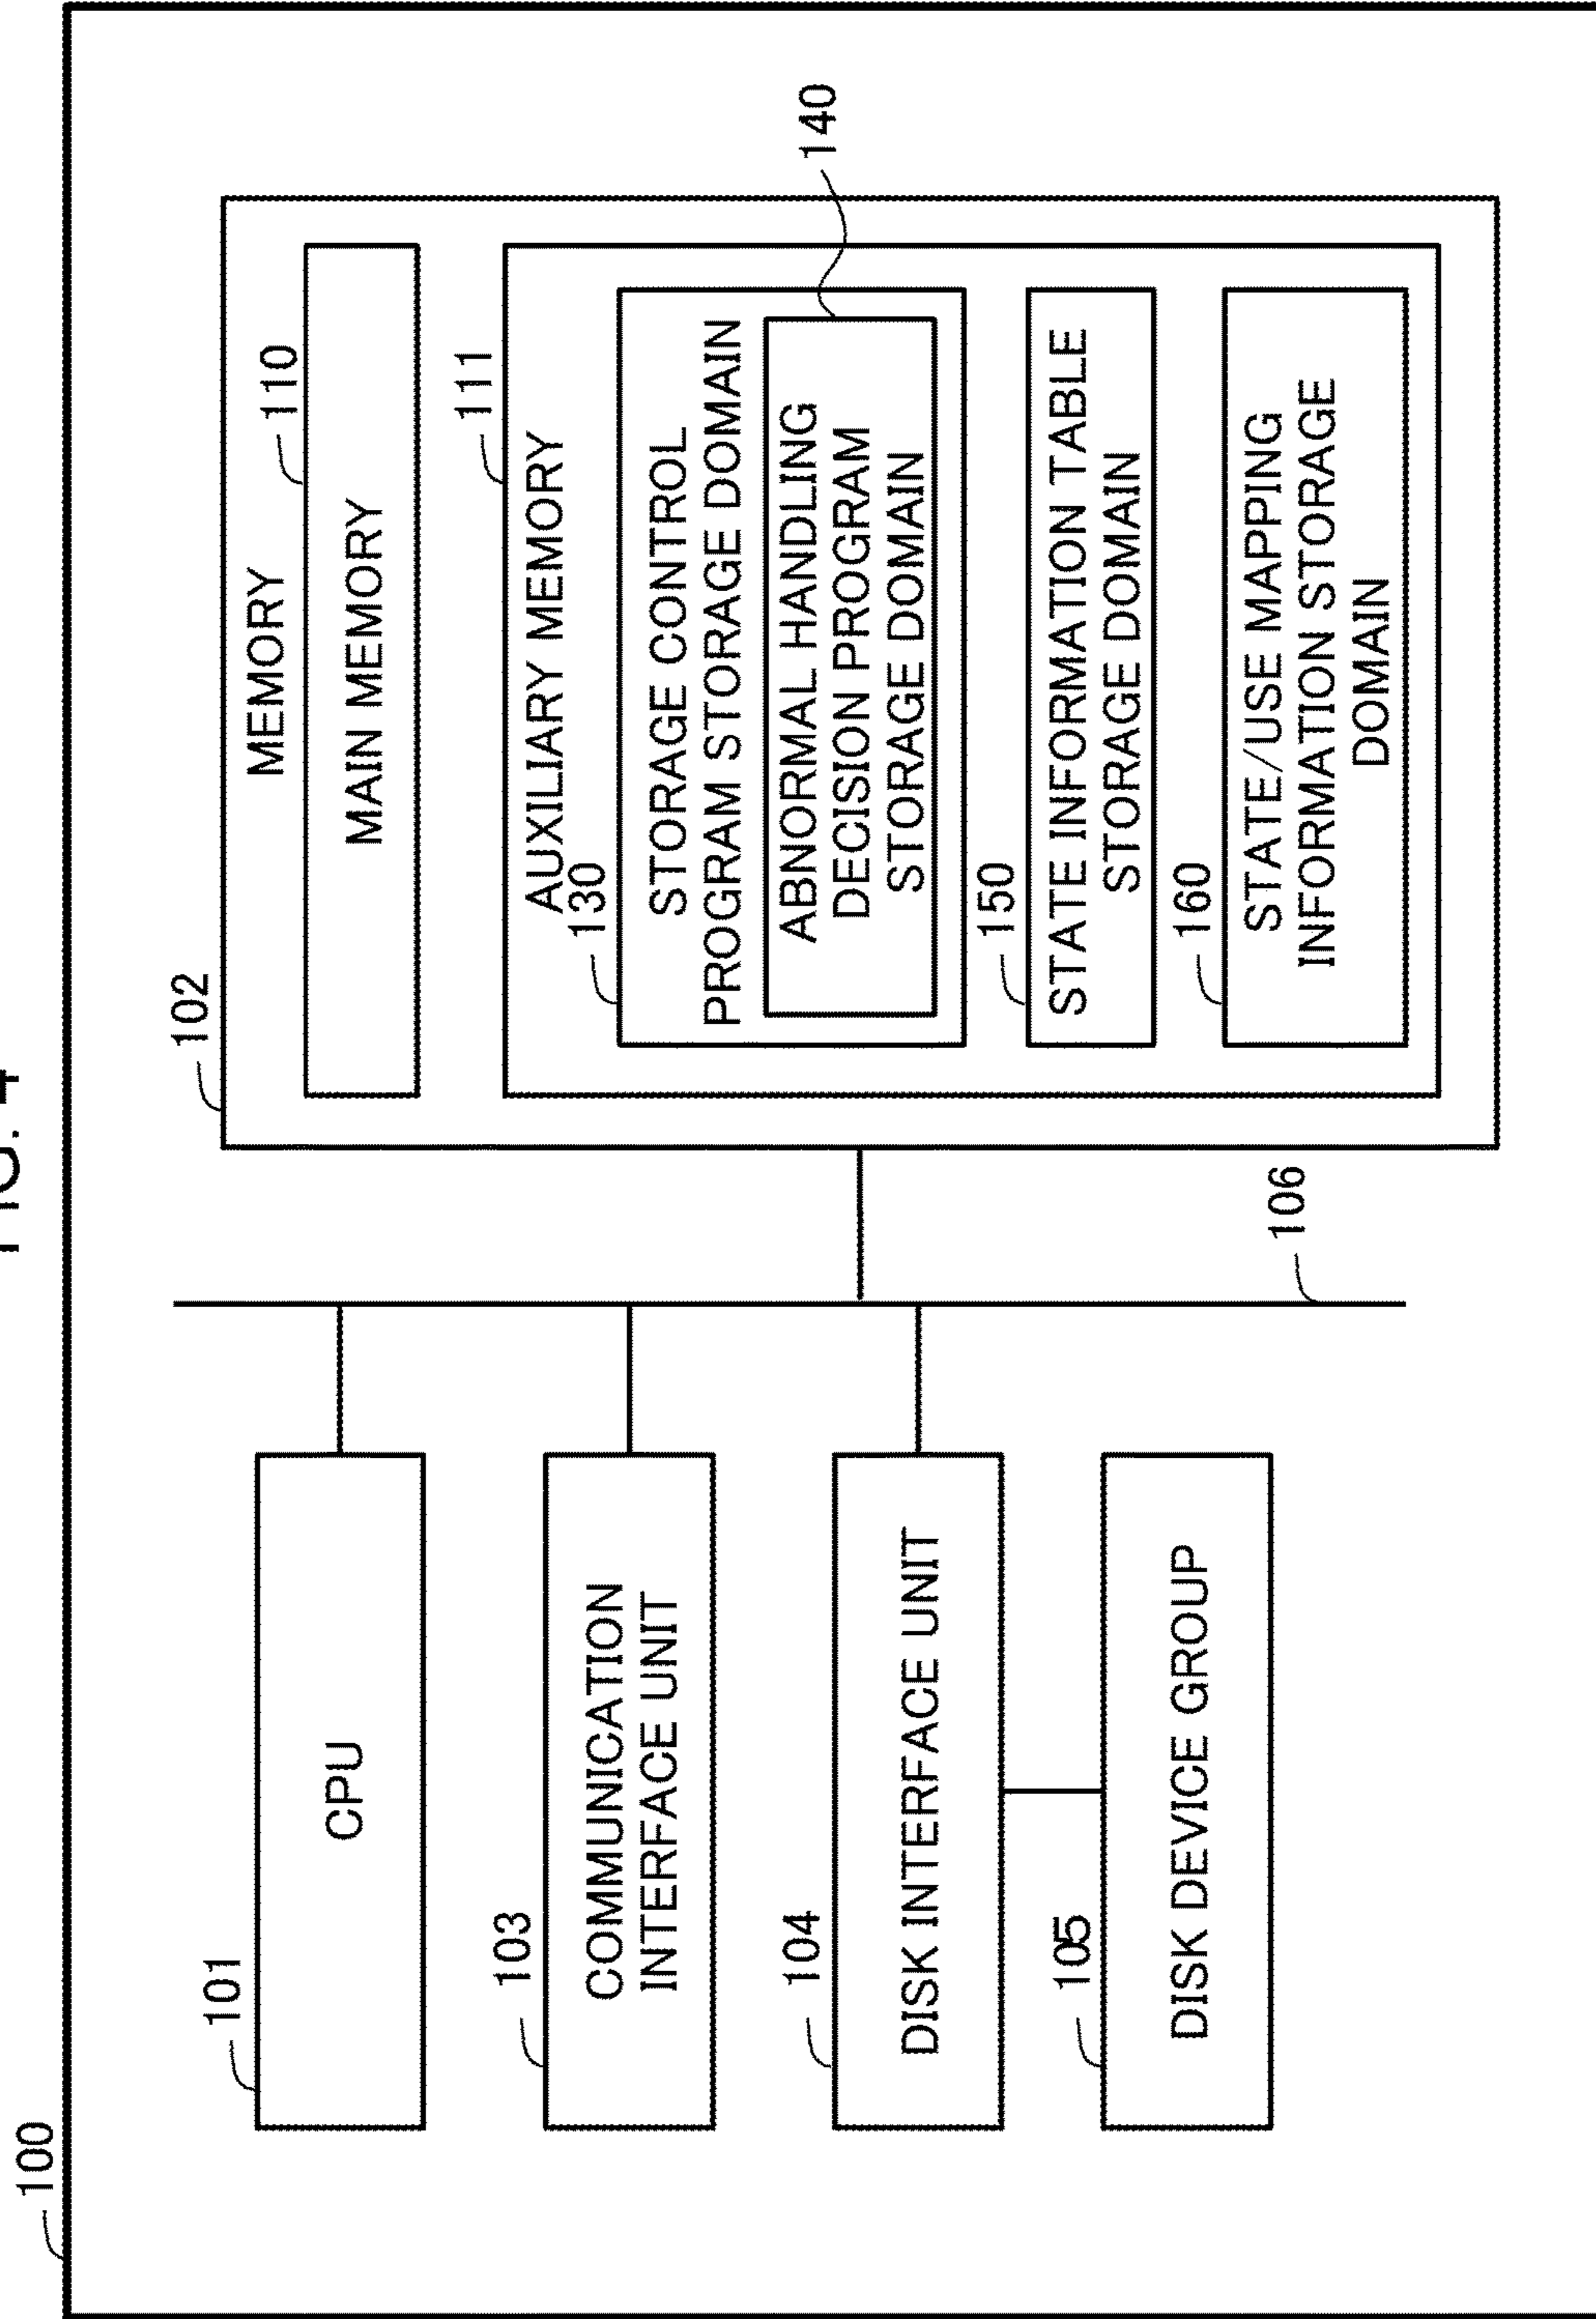 FIG. 4
100
101
CPU
103
COMMUNICATION
INTERFACE UNIT
104
DISK INTERFACE UNIT
105
DISK DEVICE GROUP
106
102
MEMORY
110
MAIN MEMORY
111
AUXILIARY MEMORY
130
STORAGE CONTROL
PROGRAM STORAGE DOMAIN
140
ABNORMAL HANDLING
DECISION PROGRAM
STORAGE DOMAIN
150
STATE INFORMATION TABLE
STORAGE DOMAIN
160
STATE/USE MAPPING
INFORMATION STORAGE
DOMAIN